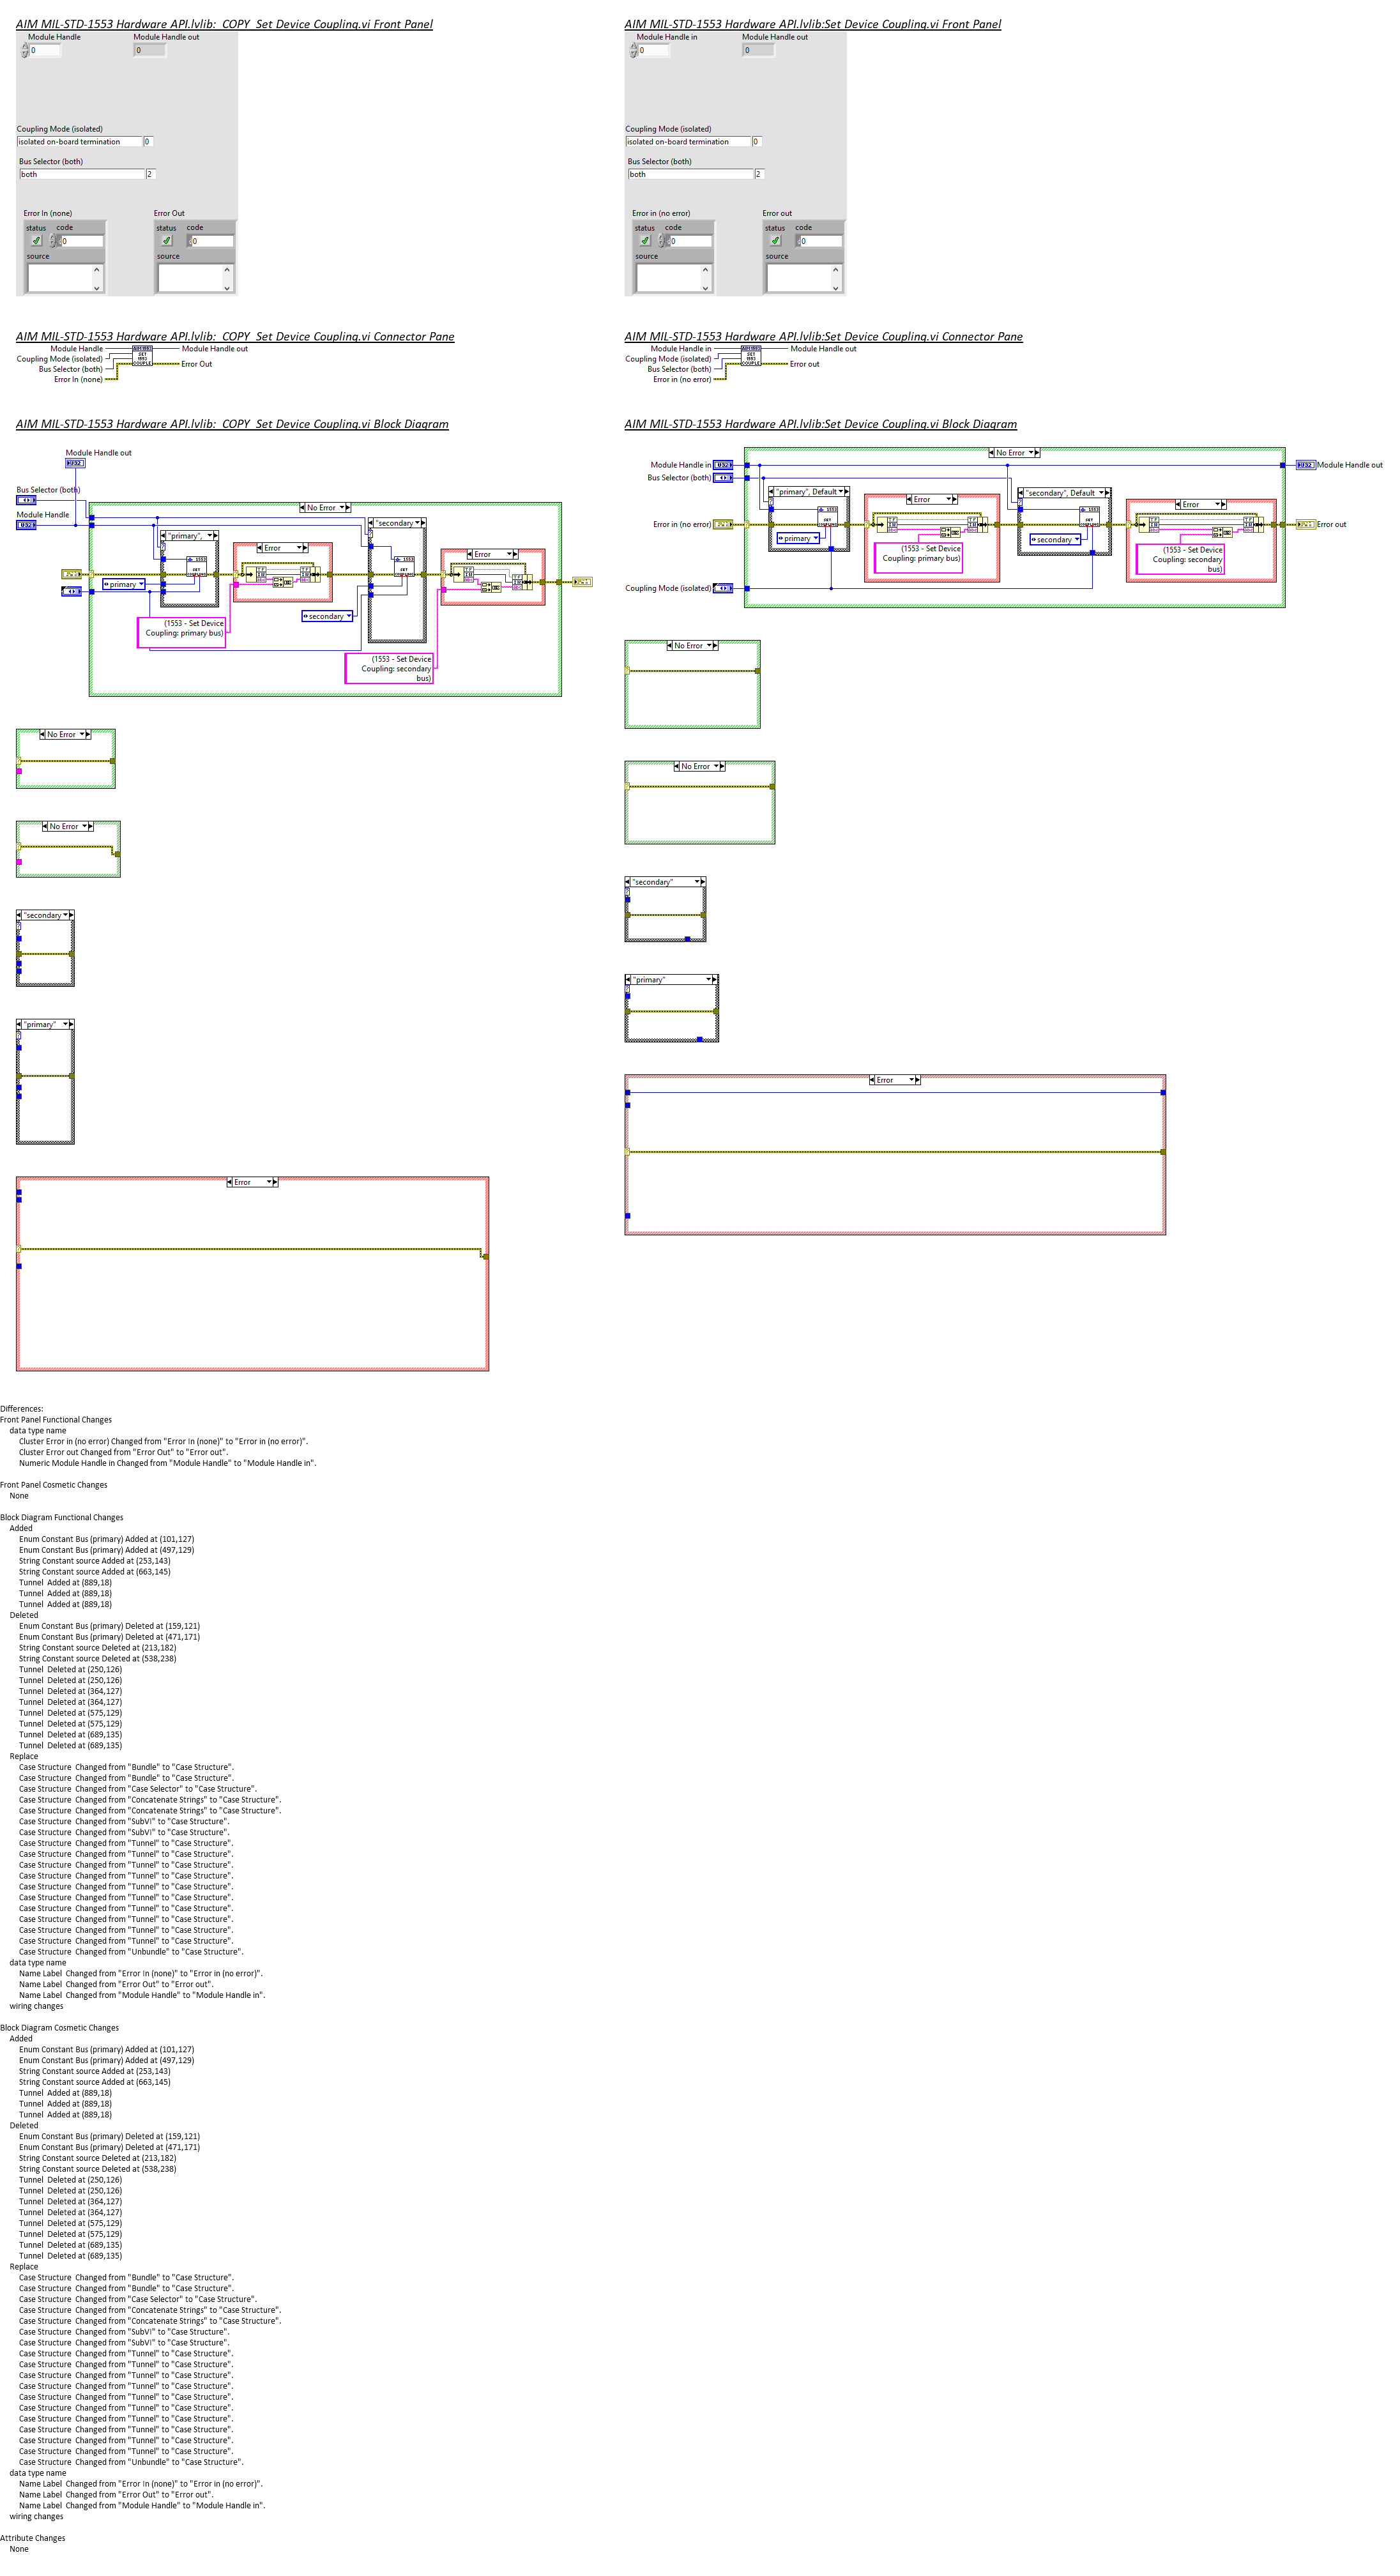 AIM MIL-STD-1553 Hardware API.lvlib:_COPY_Set Device Coupling.vi Front Panel
Module Handle
Module Handle out
0
0
Coupling Mode (isolated)
isolated on-board termination 0
Bus Selector (both)
both 2
Error In (none)
Error Out
status code
status code
0
0
source
source
AIM MIL-STD-1553 Hardware API.lvlib:Set Device Coupling.vi Front Panel
Module Handle in
Module Handle out
0
0
Coupling Mode (isolated)
isolated on-board termination 0
Bus Selector (both)
both 2
Error in (no error)
Error out
status code
status code
0
0
source
source
AIM MIL-STD-1553 Hardware API.lvlib:_COPY_Set Device Coupling.vi Connector Pane
Module Handle
Module Handle out
Coupling Mode (isolated)
Bus Selector (both)
Error Out
Error In (none)
AIM1553
SET
1553
COUPLE
AIM MIL-STD-1553 Hardware API.lvlib:Set Device Coupling.vi Connector Pane
Module Handle in
Module Handle out
Coupling Mode (isolated)
Bus Selector (both)
Error out
Error in (no error)
AIM1553
SET
1553
COUPLE
AIM MIL-STD-1553 Hardware API.lvlib:_COPY_Set Device Coupling.vi Block Diagram
Module Handle out
U32
Bus Selector (both)
Module Handle
U32
No Error
"primary",
"secondary
Error
Error
primary
secondary
(1553 - Set Device
Coupling: primary bus)
(1553 - Set Device
Coupling: secondary
bus)
No Error
No Error
"secondary
"primary"
Error
AIM MIL-STD-1553 Hardware API.lvlib:Set Device Coupling.vi Block Diagram
No Error
Module Handle in
U32
U32
Module Handle out
Bus Selector (both)
"primary", Default
"secondary", Default
Error
Error
Error in (no error)
Error out
primary
secondary
(1553 - Set Device
Coupling: primary bus)
(1553 - Set Device
Coupling: secondary
bus)
Coupling Mode (isolated)
No Error
No Error
"secondary"
"primary"
Error
Differences:
Front Panel Functional Changes
data type name
Cluster Error in (no error) Changed from "Error In (none)" to "Error in (no error)".
Cluster Error out Changed from "Error Out" to "Error out".
Numeric Module Handle in Changed from "Module Handle" to "Module Handle in".
Front Panel Cosmetic Changes
None
Block Diagram Functional Changes
Added
Enum Constant Bus (primary) Added at (101,127)
Enum Constant Bus (primary) Added at (497,129)
String Constant source Added at (253,143)
String Constant source Added at (663,145)
Tunnel Added at (889,18)
Tunnel Added at (889,18)
Tunnel Added at (889,18)
Deleted
Enum Constant Bus (primary) Deleted at (159,121)
Enum Constant Bus (primary) Deleted at (471,171)
String Constant source Deleted at (213,182)
String Constant source Deleted at (538,238)
Tunnel Deleted at (250,126)
Tunnel Deleted at (250,126)
Tunnel Deleted at (364,127)
Tunnel Deleted at (364,127)
Tunnel Deleted at (575,129)
Tunnel Deleted at (575,129)
Tunnel Deleted at (689,135)
Tunnel Deleted at (689,135)
Replace
Case Structure Changed from "Bundle" to "Case Structure".
Case Structure Changed from "Bundle" to "Case Structure".
Case Structure Changed from "Case Selector" to "Case Structure".
Case Structure Changed from "Concatenate Strings" to "Case Structure".
Case Structure Changed from "Concatenate Strings" to "Case Structure".
Case Structure Changed from "SubVI" to "Case Structure".
Case Structure Changed from "SubVI" to "Case Structure".
Case Structure Changed from "Tunnel" to "Case Structure".
Case Structure Changed from "Tunnel" to "Case Structure".
Case Structure Changed from "Tunnel" to "Case Structure".
Case Structure Changed from "Tunnel" to "Case Structure".
Case Structure Changed from "Tunnel" to "Case Structure".
Case Structure Changed from "Tunnel" to "Case Structure".
Case Structure Changed from "Tunnel" to "Case Structure".
Case Structure Changed from "Tunnel" to "Case Structure".
Case Structure Changed from "Tunnel" to "Case Structure".
Case Structure Changed from "Tunnel" to "Case Structure".
Case Structure Changed from "Unbundle" to "Case Structure".
data type name
Name Label Changed from "Error In (none)" to "Error in (no error)".
Name Label Changed from "Error Out" to "Error out".
Name Label Changed from "Module Handle" to "Module Handle in".
wiring changes
Block Diagram Cosmetic Changes
Added
Enum Constant Bus (primary) Added at (101,127)
Enum Constant Bus (primary) Added at (497,129)
String Constant source Added at (253,143)
String Constant source Added at (663,145)
Tunnel Added at (889,18)
Tunnel Added at (889,18)
Tunnel Added at (889,18)
Deleted
Enum Constant Bus (primary) Deleted at (159,121)
Enum Constant Bus (primary) Deleted at (471,171)
String Constant source Deleted at (213,182)
String Constant source Deleted at (538,238)
Tunnel Deleted at (250,126)
Tunnel Deleted at (250,126)
Tunnel Deleted at (364,127)
Tunnel Deleted at (364,127)
Tunnel Deleted at (575,129)
Tunnel Deleted at (575,129)
Tunnel Deleted at (689,135)
Tunnel Deleted at (689,135)
Replace
Case Structure Changed from "Bundle" to "Case Structure".
Case Structure Changed from "Bundle" to "Case Structure".
Case Structure Changed from "Case Selector" to "Case Structure".
Case Structure Changed from "Concatenate Strings" to "Case Structure".
Case Structure Changed from "Concatenate Strings" to "Case Structure".
Case Structure Changed from "SubVI" to "Case Structure".
Case Structure Changed from "SubVI" to "Case Structure".
Case Structure Changed from "Tunnel" to "Case Structure".
Case Structure Changed from "Tunnel" to "Case Structure".
Case Structure Changed from "Tunnel" to "Case Structure".
Case Structure Changed from "Tunnel" to "Case Structure".
Case Structure Changed from "Tunnel" to "Case Structure".
Case Structure Changed from "Tunnel" to "Case Structure".
Case Structure Changed from "Tunnel" to "Case Structure".
Case Structure Changed from "Tunnel" to "Case Structure".
Case Structure Changed from "Tunnel" to "Case Structure".
Case Structure Changed from "Tunnel" to "Case Structure".
Case Structure Changed from "Unbundle" to "Case Structure".
data type name
Name Label Changed from "Error In (none)" to "Error in (no error)".
Name Label Changed from "Error Out" to "Error out".
Name Label Changed from "Module Handle" to "Module Handle in".
wiring changes
Attribute Changes
None